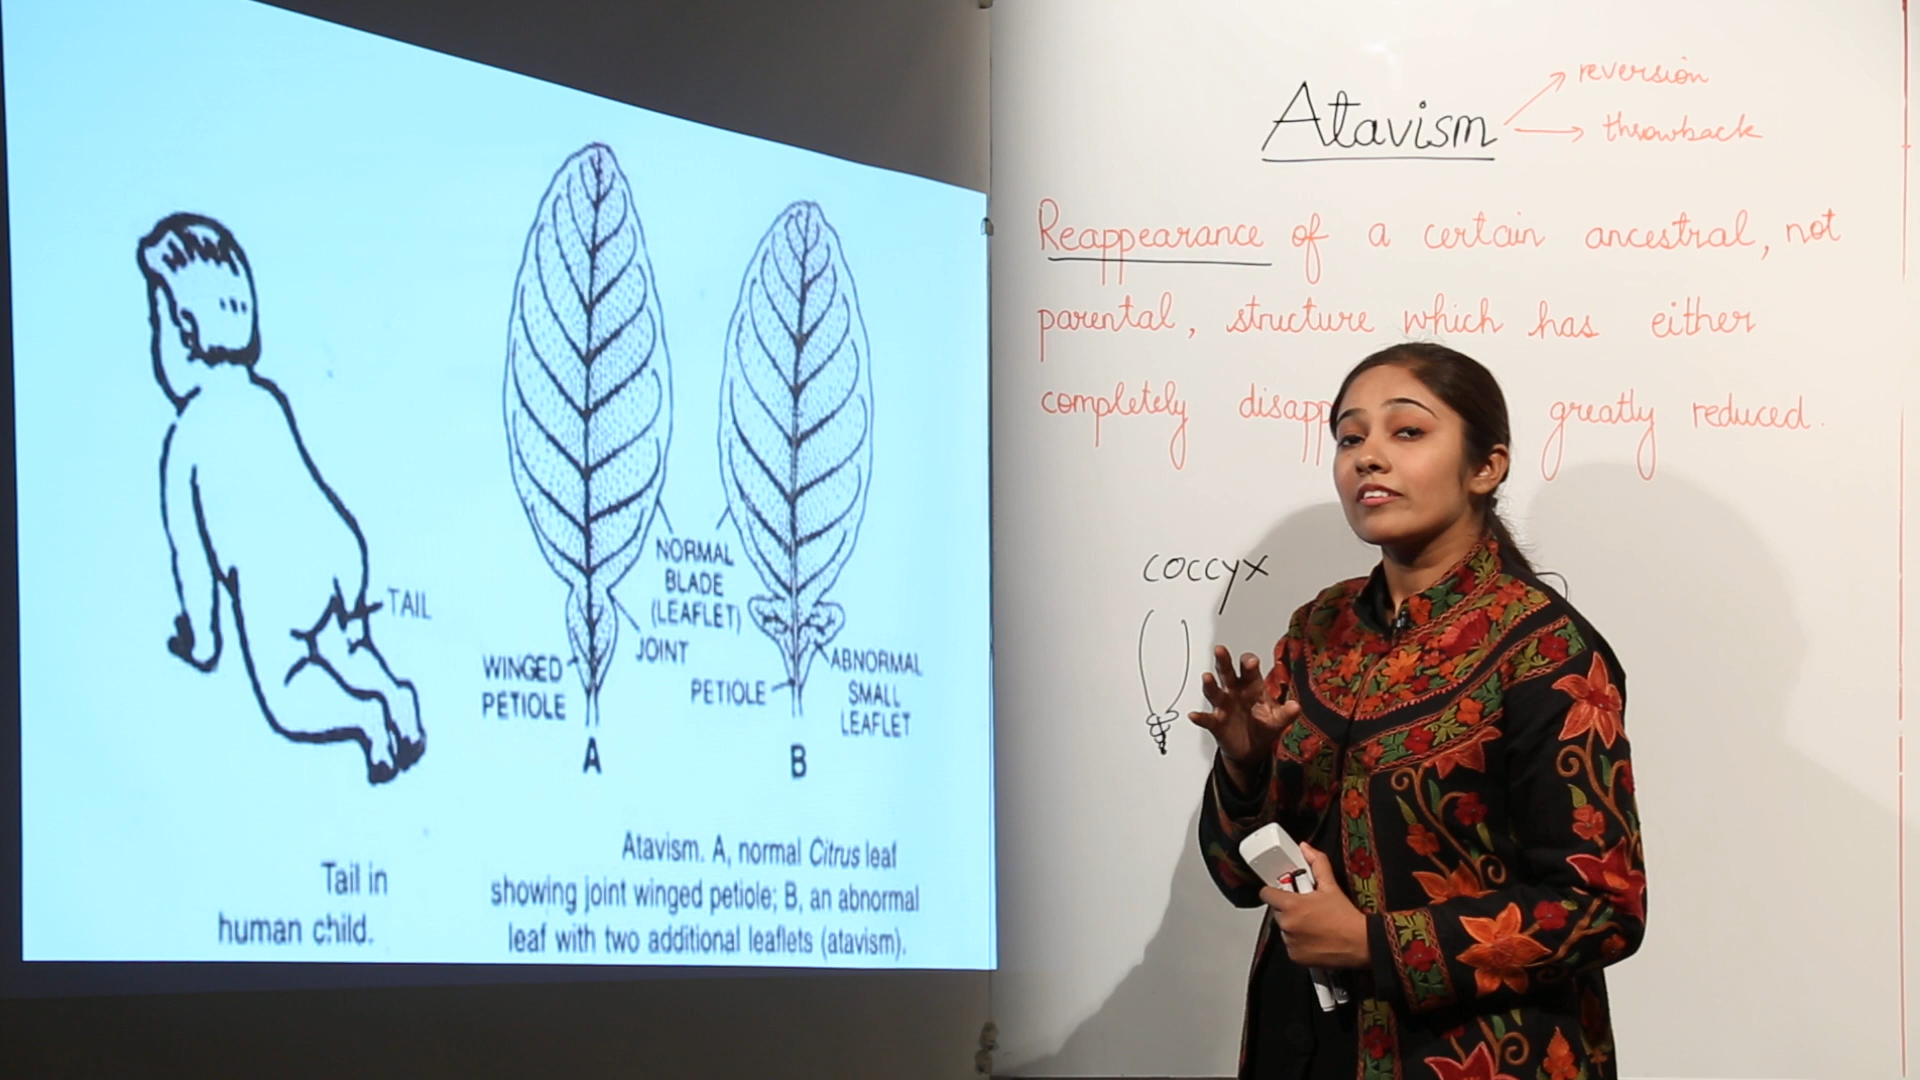 TAIL
NORMAL
BLADE
(LEAFLET)
JOINT
WINGED
PETIOLE
PETIOLE
ABNORMAL
SMALL
LEAFLET
A
B
Tail in
human child.
Atavism. A, normal Citrus leaf
showing joint winged petiole; B, an abnormal
leaf with two additional leaflets (atavism).
Atavism
reversion
throwback
Reappearance of a certain ancestral, not
parental, structure which has either
completely greatly reduced.
coccyx